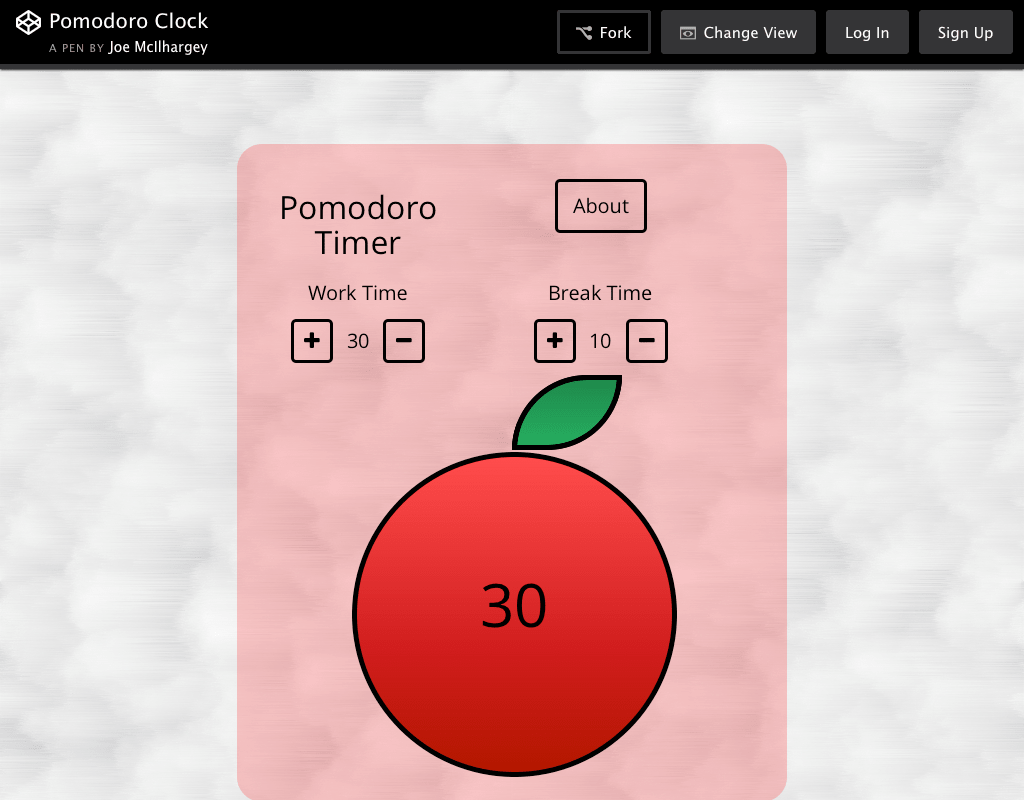 Pomodoro Clock
A PEN BY Joe McIlhargey
Fork
Change View
Log In
Sign Up
Pomodoro
Timer
About
Work Time
Break Time
+ 30 −
+ 10 −
30